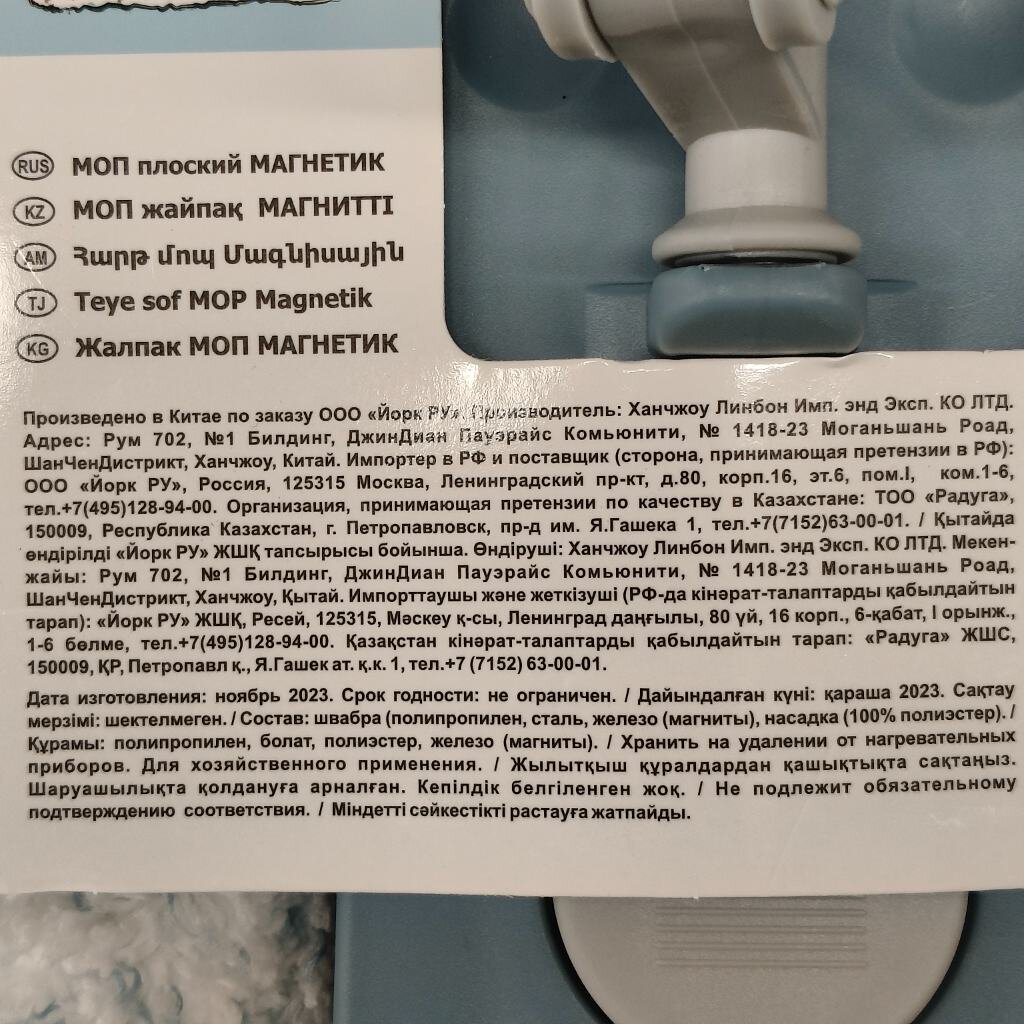 RUS МОП плоский МАГНЕТИК
KZ МОП жайпақ МАГНИТТІ
AM Հարթ մոպ Մագնիսային
TJ Teye sof MOP Magnetik
KG Жалпак МОП МАГНЕТИК
Произведено в Китае по заказу ООО «Йорк РУ». Производитель: Ханчжоу Линбон Имп. энд Эксп. КО ЛТД.
Адрес: Рум 702, №1 Билдинг, ДжинДиан Пауэрайс Комьюнити, № 1418-23 Моганьшань Роад,
ШанЧенДистрикт, Ханчжоу, Китай. Импортер в РФ и поставщик (сторона, принимающая претензии в РФ):
ООО «Йорк РУ», Россия, 125315 Москва, Ленинградский пр-кт, д.80, корп.16, эт.6, пом.I, ком.1-6,
тел.+7(495)128-94-00. Организация, принимающая претензии по качеству в Казахстане: ТОО «Радуга»,
150009, Республика Казахстан, г. Петропавловск, пр-д им. Я.Гашека 1, тел.+7(7152)63-00-01. / Қытайда
өндірілді «Йорк РУ» ЖШҚ тапсырысы бойынша. Өндіруші: Ханчжоу Линбон Имп. энд Эксп. КО ЛТД. Мекен-
жайы: Рум 702, №1 Билдинг, ДжинДиан Пауэрайс Комьюнити, № 1418-23 Моганьшань Роад,
ШанЧенДистрикт, Ханчжоу, Қытай. Импорттаушы және жеткізуші (РФ-да кінәрат-талаптарды қабылдайтын
тарап): «Йорк РУ» ЖШҚ, Ресей, 125315, Мәскеу қ-сы, Ленинград даңғылы, 80 үй, 16 корп., 6-қабат, I орынж.,
1-6 бөлме, тел.+7(495)128-94-00. Қазақстан кінәрат-талаптарды қабылдайтын тарап: «Радуга» ЖШС,
150009, ҚР, Петропавл қ., Я.Гашек ат. қ.к. 1, тел.+7 (7152) 63-00-01.
Дата изготовления: ноябрь 2023. Срок годности: не ограничен. / Дайындалған күні: қараша 2023. Сақтау
мерзімі: шектелмеген. / Состав: швабра (полипропилен, сталь, железо (магниты), насадка (100% полиэстер). /
Құрамы: полипропилен, болат, полиэстер, железо (магниты). / Хранить на удалении от нагревательных
приборов. Для хозяйственного применения. / Жылытқыш құралдардан қашықтықта сақтаңыз.
Шаруашылықта қолдануға арналған. Кепілдік белгіленген жоқ. / Не подлежит обязательному
подтверждению соответствия. / Міндетті сәйкестікті растауға жатпайды.